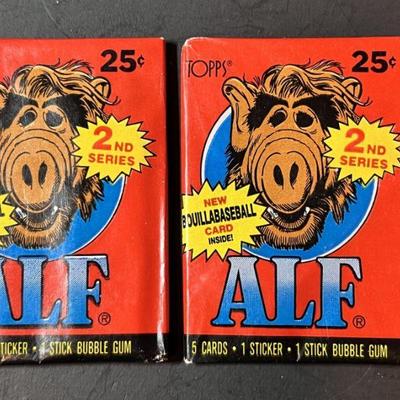 25¢
2ND
SERIES
ALF
®
STICKER • 1 STICK BUBBLE GUM
TOPPS®
25¢
2ND
SERIES
NEW
BOUILLABASEBALL
CARD
INSIDE!
ALF
®
5 CARDS • 1 STICKER • 1 STICK BUBBLE GUM